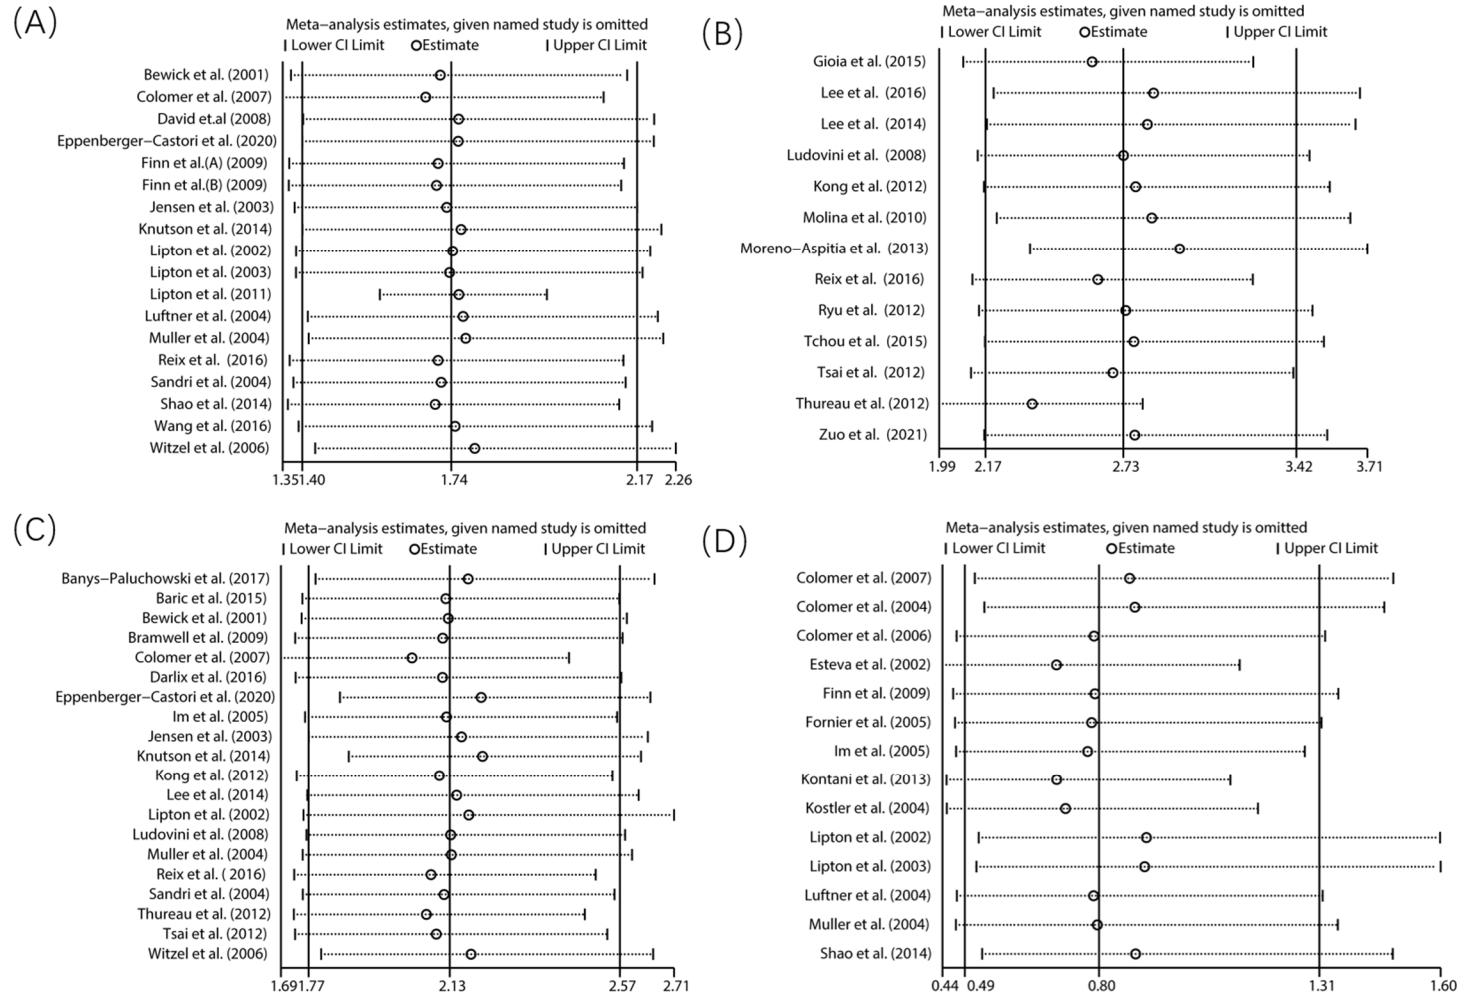 (A)
Meta−analysis estimates, given named study is omitted
Lower CI Limit Estimate Upper CI Limit
Bewick et al. (2001)
Colomer et al. (2007)
David et.al (2008)
Eppenberger−Castori et al. (2020)
Finn et al.(A) (2009)
Finn et al.(B) (2009)
Jensen et al. (2003)
Knutson et al. (2014)
Lipton et al. (2002)
Lipton et al. (2003)
Lipton et al. (2011)
Luftner et al. (2004)
Muller et al. (2004)
Reix et al. (2016)
Sandri et al. (2004)
Shao et al. (2014)
Wang et al. (2016)
Witzel et al. (2006)
1.351.40 1.74 2.17 2.26
(B)
Meta−analysis estimates, given named study is omitted
Lower CI Limit Estimate Upper CI Limit
Gioia et al. (2015)
Lee et al. (2016)
Lee et al. (2014)
Ludovini et al. (2008)
Kong et al. (2012)
Molina et al. (2010)
Moreno−Aspitia et al. (2013)
Reix et al. (2016)
Ryu et al. (2012)
Tchou et al. (2015)
Tsai et al. (2012)
Thureau et al. (2012)
Zuo et al. (2021)
1.99 2.17 2.73 3.42 3.71
(C)
Meta−analysis estimates, given named study is omitted
Lower CI Limit Estimate Upper CI Limit
Banys−Paluchowski et al. (2017)
Baric et al. (2015)
Bewick et al. (2001)
Bramwell et al. (2009)
Colomer et al. (2007)
Darlix et al. (2016)
Eppenberger−Castori et al. (2020)
Im et al. (2005)
Jensen et al. (2003)
Knutson et al. (2014)
Kong et al. (2012)
Lee et al. (2014)
Lipton et al. (2002)
Ludovini et al. (2008)
Muller et al. (2004)
Reix et al. ( 2016)
Sandri et al. (2004)
Thureau et al. (2012)
Tsai et al. (2012)
Witzel et al. (2006)
1.691.77 2.13 2.57 2.71
(D)
Meta−analysis estimates, given named study is omitted
Lower CI Limit Estimate Upper CI Limit
Colomer et al. (2007)
Colomer et al. (2004)
Colomer et al. (2006)
Esteva et al. (2002)
Finn et al. (2009)
Fornier et al. (2005)
Im et al. (2005)
Kontani et al. (2013)
Kostler et al. (2004)
Lipton et al. (2002)
Lipton et al. (2003)
Luftner et al. (2004)
Muller et al. (2004)
Shao et al. (2014)
0.44 0.49 0.80 1.31 1.60